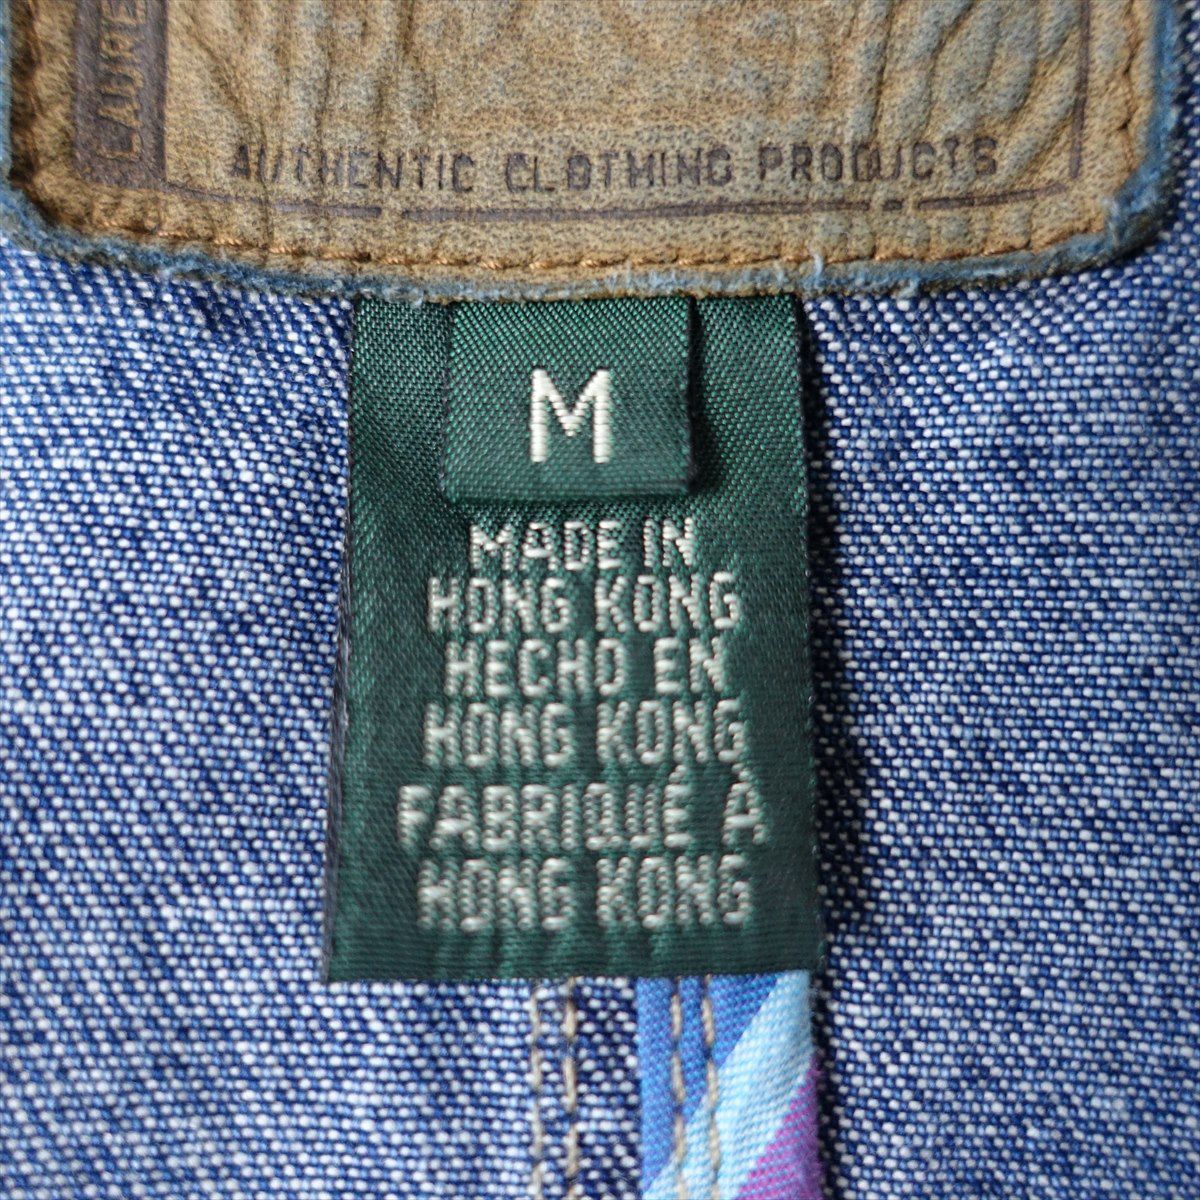 AUTHENTIC CLOTHING PRODUCTS
M
MADE IN
HONG KONG
HECHO EN
HONG KONG
FABRIQUÉ À
HONG KONG